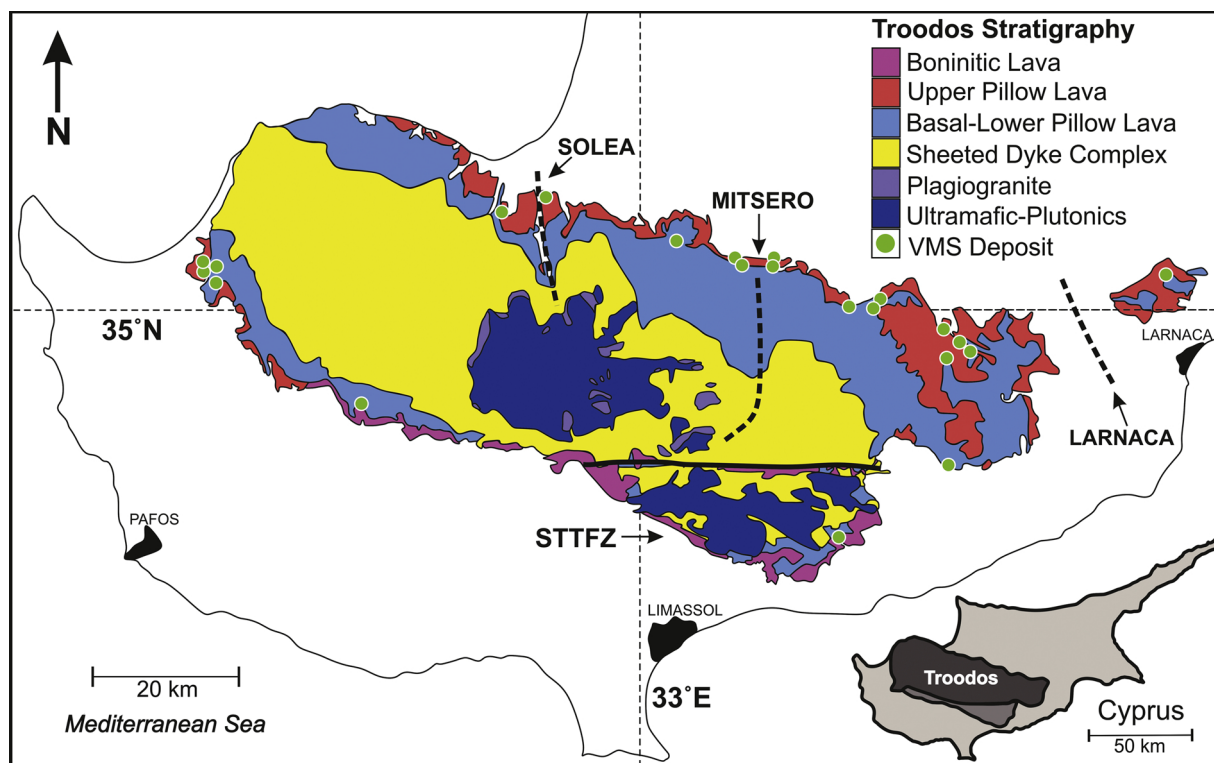 Troodos Stratigraphy
Boninitic Lava
Upper Pillow Lava
Basal-Lower Pillow Lava
Sheeted Dyke Complex
Plagiogranite
Ultramafic-Plutonics
VMS Deposit
N
SOLEA
MITSERO
35°N
LARNACA
LARNACA
STTFZ
PAFOS
LIMASSOL
33°E
20 km
Mediterranean Sea
Troodos
Cyprus
50 km